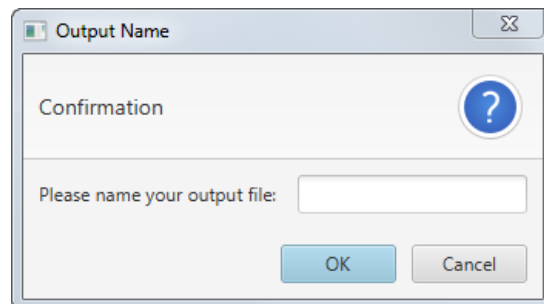 Output Name
Confirmation
?
Please name your output file:
OK Cancel